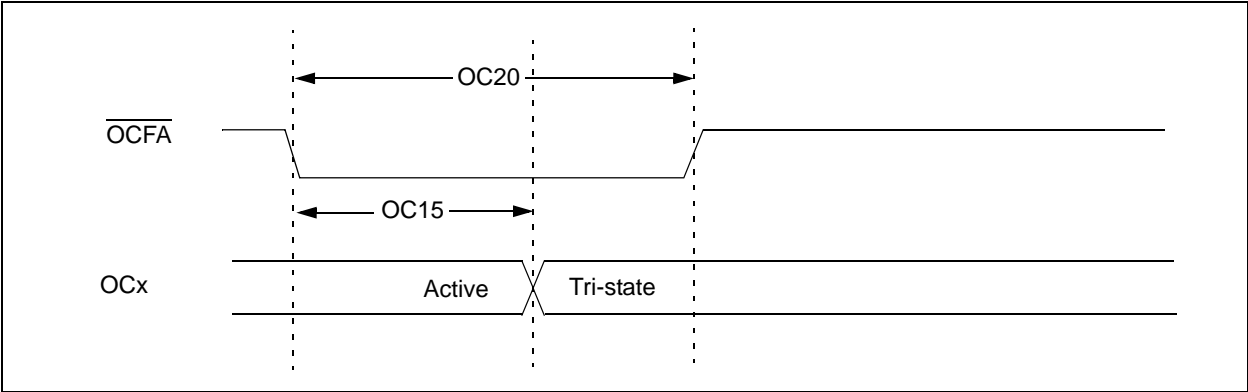 OC20
OCFA
OC15
OCx
Active
Tri-state